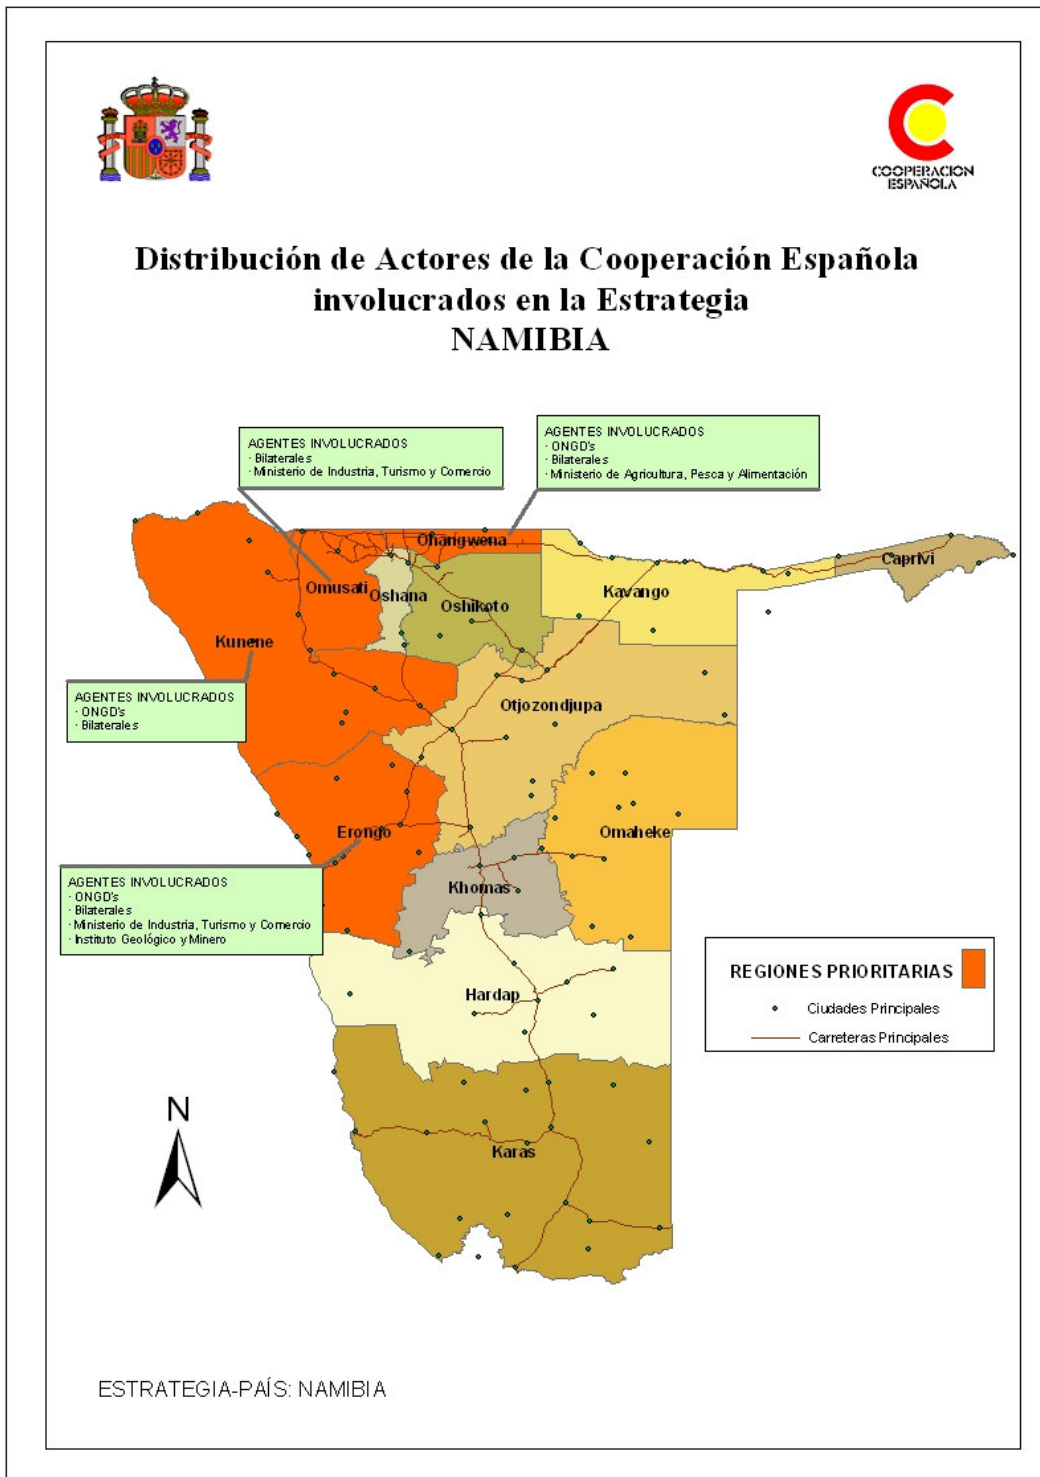 COOPERACION
ESPAÑOLA
Distribución de Actores de la Cooperación Española
involucrados en la Estrategia
NAMIBIA
AGENTES INVOLUCRADOS
· Bilaterales
· Ministerio de Industria, Turismo y Comercio
AGENTES INVOLUCRADOS
· ONGD's
· Bilaterales
· Ministerio de Agricultura, Pesca y Alimentación
Ohangwena
Caprivi
Omusati
Oshana
Oshikoto
Kavango
Kunene
AGENTES INVOLUCRADOS
· ONGD's
· Bilaterales
Otjozondjupa
Erongo
Omaheke
AGENTES INVOLUCRADOS
· ONGD's
· Bilaterales
· Ministerio de Industria, Turismo y Comercio
· Instituto Geológico y Minero
Khomas
Hardap
REGIONES PRIORITARIAS
Ciudades Principales
Carreteras Principales
N
Karas
ESTRATEGIA-PAÍS: NAMIBIA